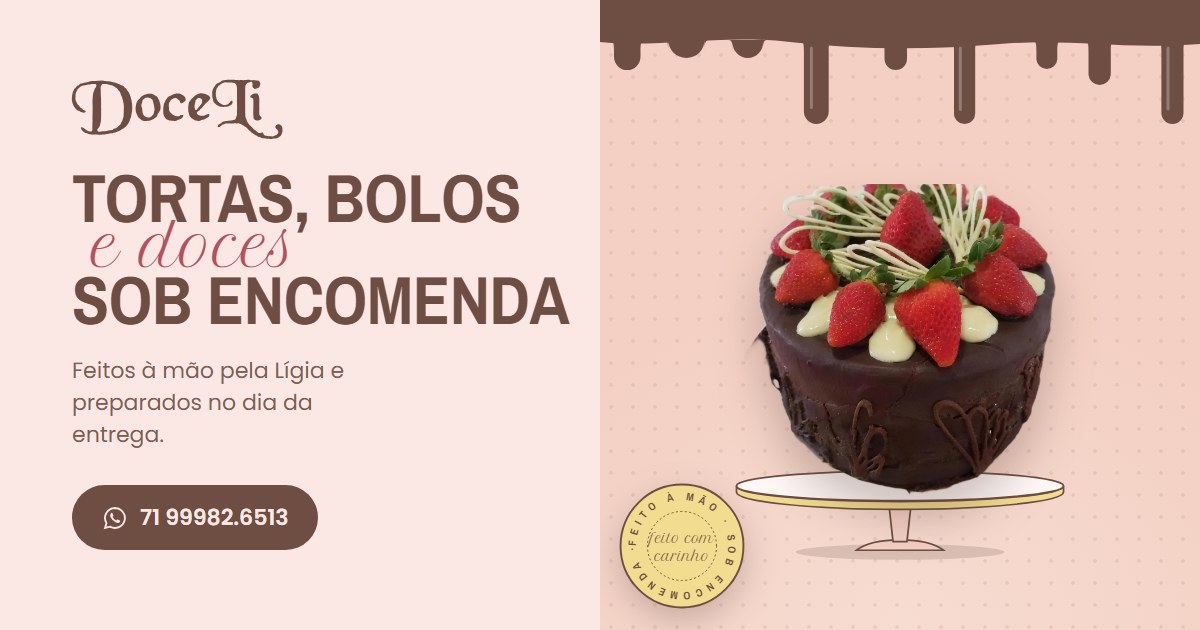 DoceLi
TORTAS, BOLOS
e doces
SOB ENCOMENDA
Feitos à mão pela Lígia e
preparados no dia da
entrega.
71 99982.6513
FEITO À MÃO · SOB ENCOMENDA ·
feito com
carinho